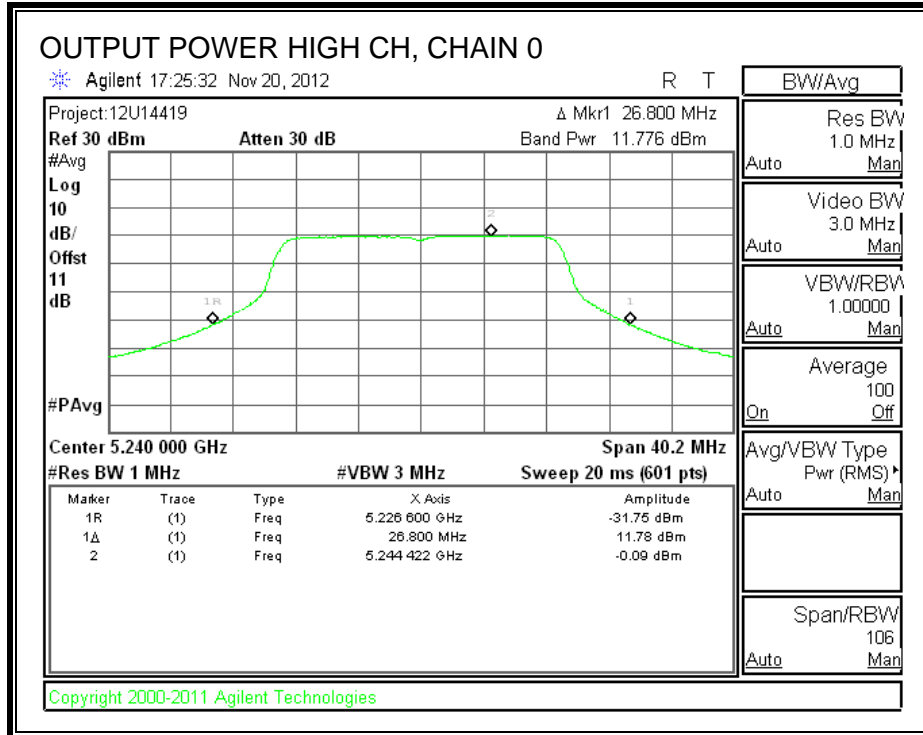 OUTPUT POWER HIGH CH, CHAIN 0
Agilent 17:25:32 Nov 20, 2012 R T
Project:12U14419 Δ Mkr1 26.800 MHz
Ref 30 dBm Atten 30 dB Band Pwr 11.776 dBm
#Avg
Log
10
dB/
Offst
11
dB
#PAvg
2
1R
1
Center 5.240 000 GHz Span 40.2 MHz
#Res BW 1 MHz #VBW 3 MHz Sweep 20 ms (601 pts)
Marker Trace Type X Axis Amplitude
1R (1) Freq 5.226 600 GHz -31.75 dBm
1Δ (1) Freq 26.800 MHz 11.78 dBm
2 (1) Freq 5.244 422 GHz -0.09 dBm
Copyright 2000-2011 Agilent Technologies
BW/Avg
Res BW
1.0 MHz
Auto Man
Video BW
3.0 MHz
Auto Man
VBW/RBW
1.00000
Auto Man
Average
100
On Off
Avg/VBW Type
Pwr (RMS)
Auto Man
Span/RBW
106
Auto Man